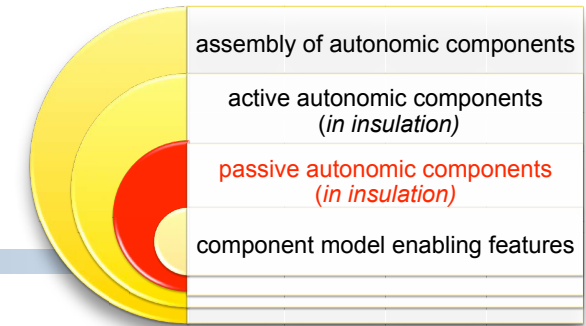 assembly of autonomic components
active autonomic components
(in insulation)
passive autonomic components
(in insulation)
component model enabling features